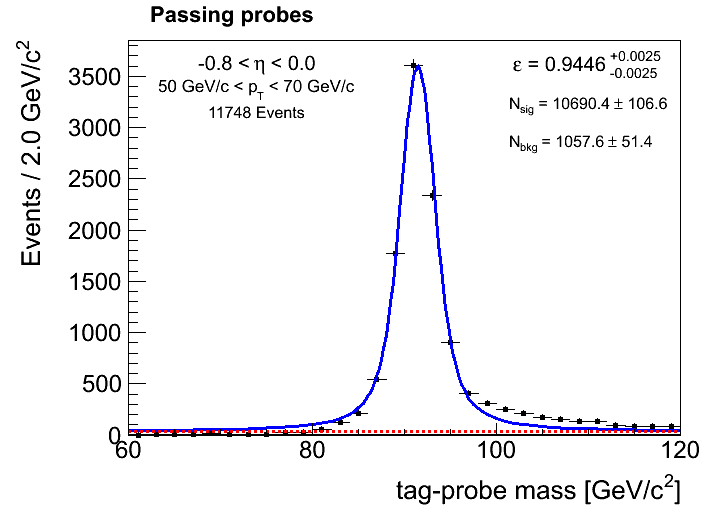 Passing probes
-0.8 < η < 0.0
50 GeV/c < p_T < 70 GeV/c
11748 Events
ε = 0.9446 +0.0025 -0.0025
N_sig = 10690.4 ± 106.6
N_bkg = 1057.6 ± 51.4
Events / 2.0 GeV/c²
3500
3000
2500
2000
1500
1000
500
0
60 80 100 120
tag-probe mass [GeV/c²]